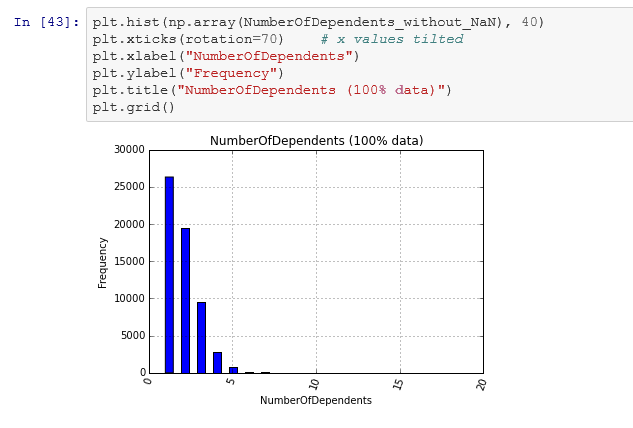 In [43]: plt.hist(np.array(NumberOfDependents_without_NaN), 40)
plt.xticks(rotation=70)    # x values tilted
plt.xlabel("NumberOfDependents")
plt.ylabel("Frequency")
plt.title("NumberOfDependents (100% data)")
plt.grid()
NumberOfDependents (100% data)
30000
25000
20000
15000
10000
5000
0
Frequency
0 5 10 15 20
NumberOfDependents